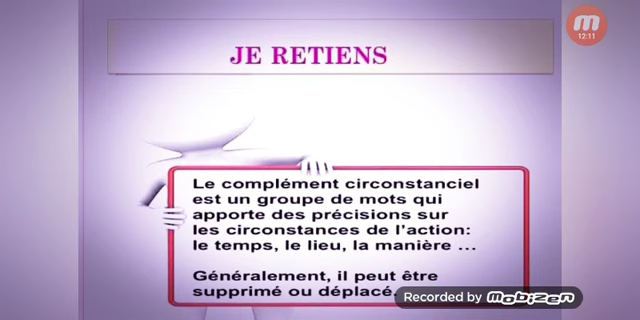 12:11
JE RETIENS
Le complément circonstanciel
est un groupe de mots qui
apporte des précisions sur
les circonstances de l'action:
le temps, le lieu, la manière ...
Généralement, il peut être
supprimé ou déplacé.
Recorded by Mobizen